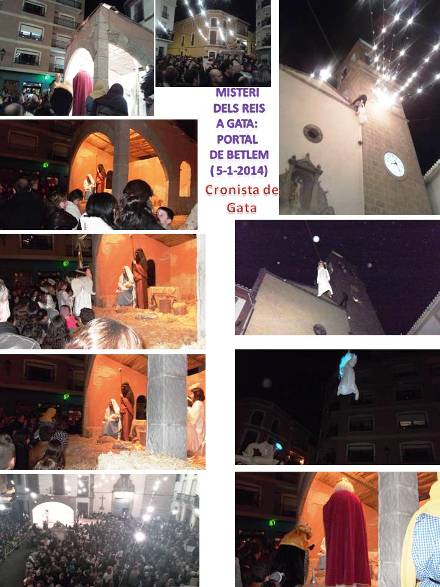 MISTERI
DELS REIS
A GATA:
PORTAL
DE BETLEM
( 5-1-2014)
Cronista de
Gata